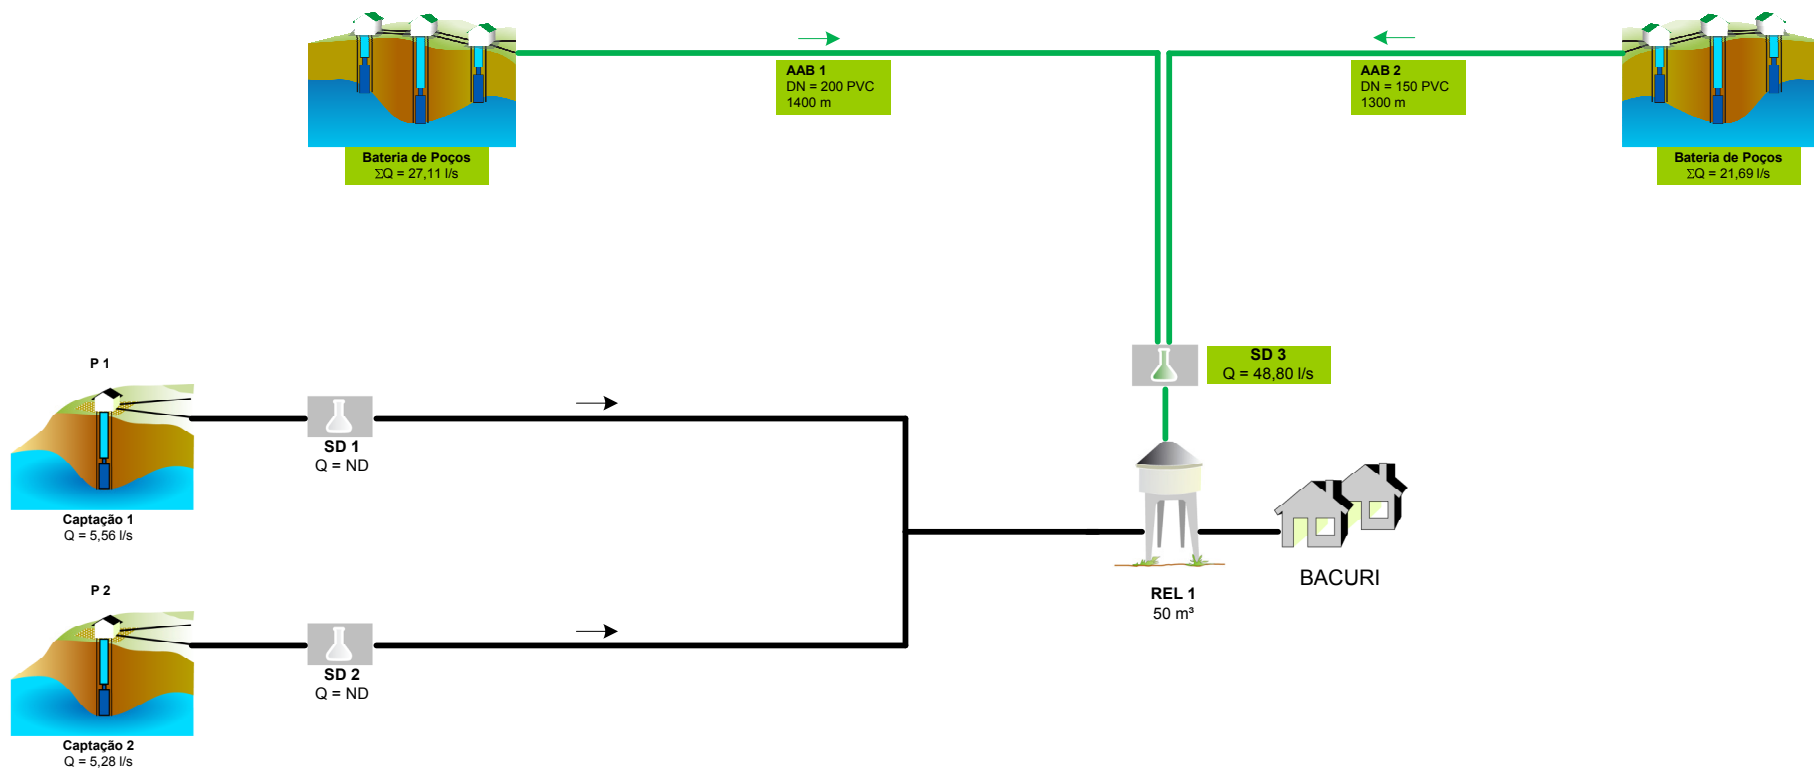 AAB 1
DN = 200 PVC
1400 m
AAB 2
DN = 150 PVC
1300 m
Bateria de Poços
ΣQ = 27,11 l/s
Bateria de Poços
ΣQ = 21,69 l/s
SD 3
Q = 48,80 l/s
P 1
SD 1
Q = ND
Captação 1
Q = 5,56 l/s
BACURI
REL 1
50 m³
P 2
SD 2
Q = ND
Captação 2
Q = 5,28 l/s